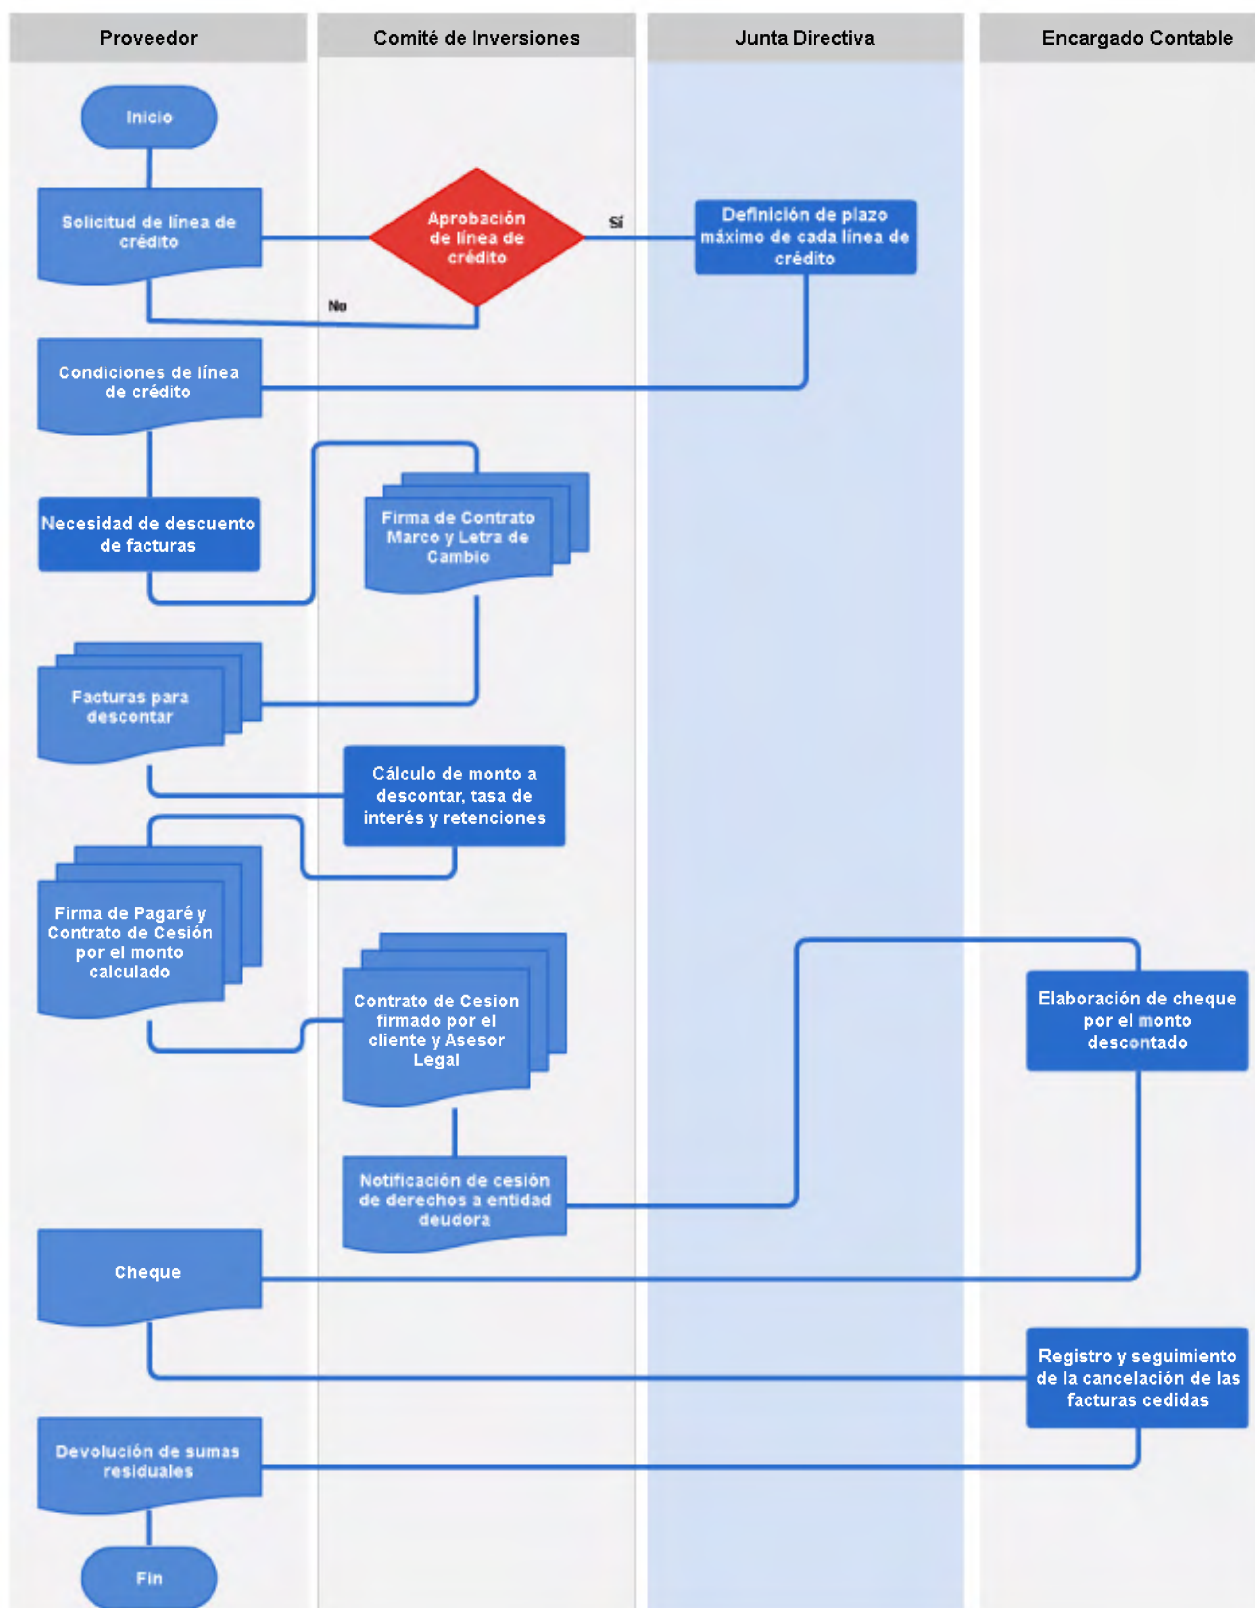 Proveedor
Comité de Inversiones
Junta Directiva
Encargado Contable
Inicio
Solicitud de línea de
crédito
Aprobación
de línea de
crédito
Sí
Definición de plazo
máximo de cada línea de
crédito
No
Condiciones de línea
de crédito
Necesidad de descuento
de facturas
Firma de Contrato
Marco y Letra de
Cambio
Facturas para
descontar
Cálculo de monto a
descontar, tasa de
interés y retenciones
Firma de Pagaré y
Contrato de Cesión
por el monto
calculado
Contrato de Cesion
firmado por el
cliente y Asesor
Legal
Elaboración de cheque
por el monto
descontado
Notificación de cesión
de derechos a entidad
deudora
Cheque
Registro y seguimiento
de la cancelación de las
facturas cedidas
Devolución de sumas
residuales
Fin